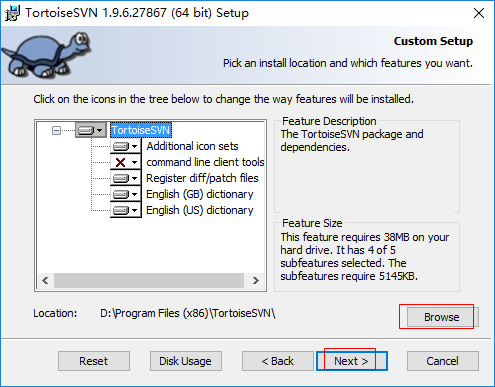 TortoiseSVN 1.9.6.27867 (64 bit) Setup
Custom Setup
Pick an install location and which features you want.
Click on the icons in the tree below to change the way features will be installed.
TortoiseSVN
Additional icon sets
command line client tools
Register diff/patch files
English (GB) dictionary
English (US) dictionary
Feature Description
The TortoiseSVN package and
dependencies.
Feature Size
This feature requires 38MB on your
hard drive. It has 4 of 5
subfeatures selected. The
subfeatures require 5145KB.
Location: D:\Program Files (x86)\TortoiseSVN\
Browse
Reset Disk Usage < Back Next > Cancel